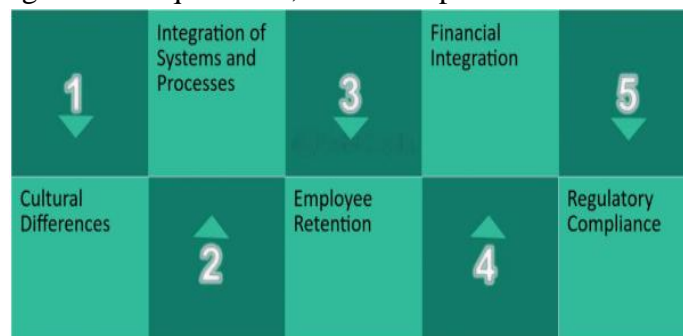 1
Integration of
Systems and
Processes
3
Financial
Integration
5
Cultural
Differences
2
Employee
Retention
4
Regulatory
Compliance